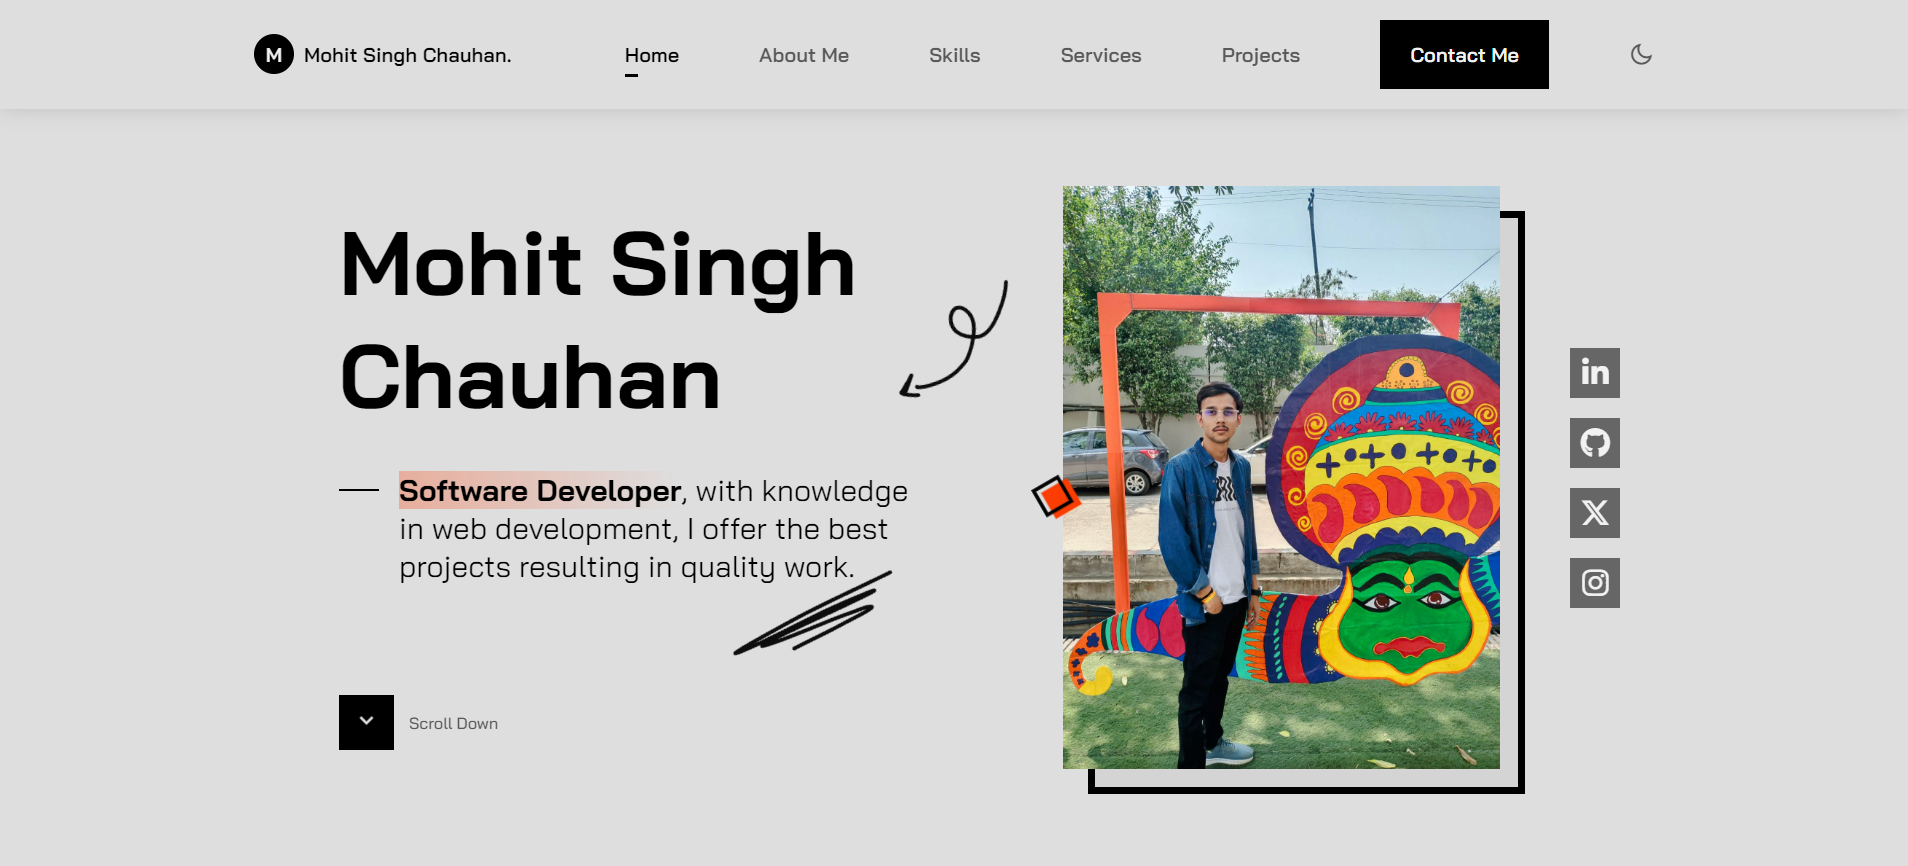 M Mohit Singh Chauhan. Home About Me Skills Services Projects Contact Me
Mohit Singh
Chauhan
Software Developer, with knowledge
in web development, I offer the best
projects resulting in quality work.
Scroll Down
in